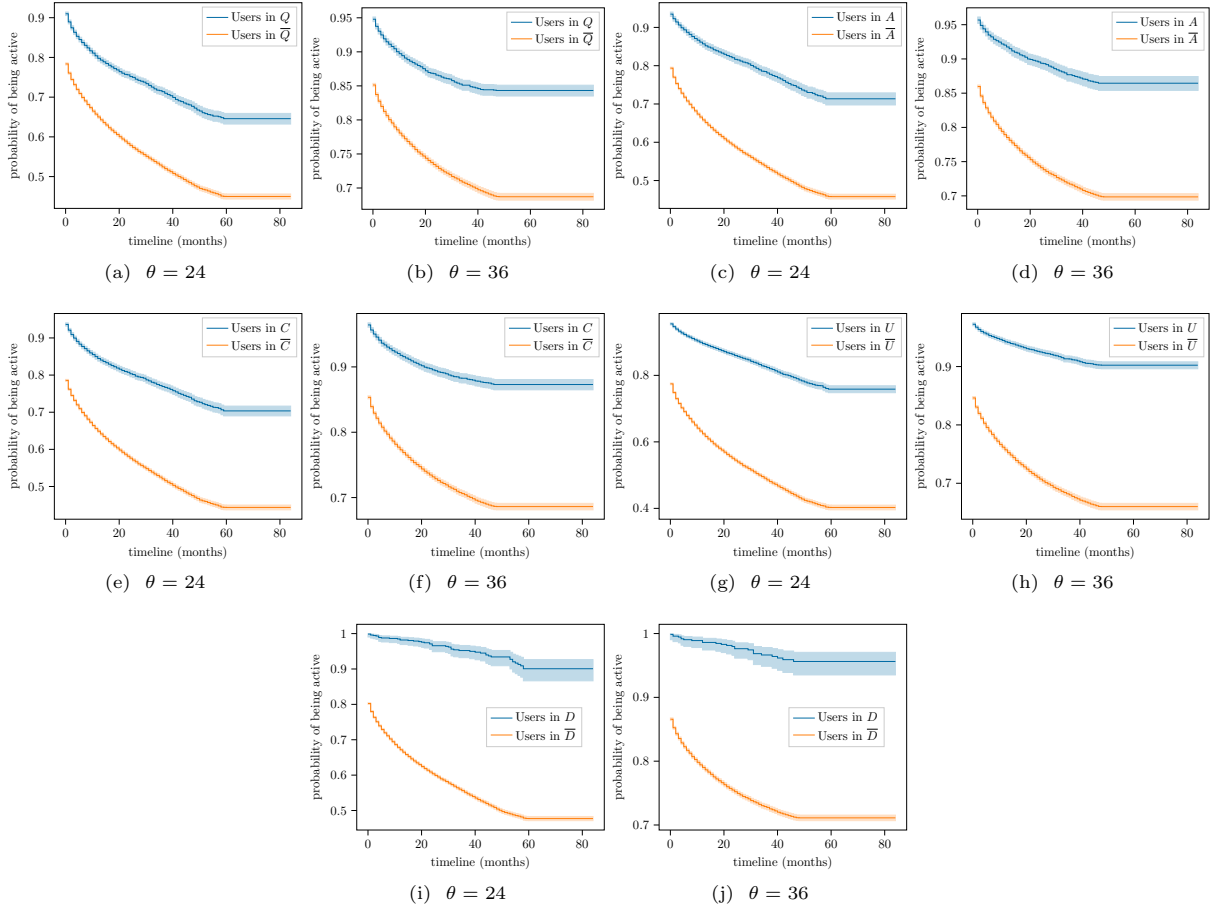 0.9
0.8
0.7
0.6
0.5
0 20 40 60 80
probability of being active
timeline (months)
Users in Q
Users in Q̅
(a) θ = 24
0.95
0.9
0.85
0.8
0.75
0.7
0 20 40 60 80
probability of being active
timeline (months)
Users in Q
Users in Q̅
(b) θ = 36
0.9
0.8
0.7
0.6
0.5
0 20 40 60 80
probability of being active
timeline (months)
Users in A
Users in A̅
(c) θ = 24
0.95
0.9
0.85
0.8
0.75
0.7
0 20 40 60 80
probability of being active
timeline (months)
Users in A
Users in A̅
(d) θ = 36
0.9
0.8
0.7
0.6
0.5
0 20 40 60 80
probability of being active
timeline (months)
Users in C
Users in C̅
(e) θ = 24
0.9
0.8
0.7
0 20 40 60 80
probability of being active
timeline (months)
Users in C
Users in C̅
(f) θ = 36
0.8
0.6
0.4
0 20 40 60 80
probability of being active
timeline (months)
Users in U
Users in U̅
(g) θ = 24
0.9
0.8
0.7
0 20 40 60 80
probability of being active
timeline (months)
Users in U
Users in U̅
(h) θ = 36
1
0.9
0.8
0.7
0.6
0.5
0 20 40 60 80
probability of being active
timeline (months)
Users in D
Users in D̅
(i) θ = 24
1
0.9
0.8
0.7
0 20 40 60 80
probability of being active
timeline (months)
Users in D
Users in D̅
(j) θ = 36